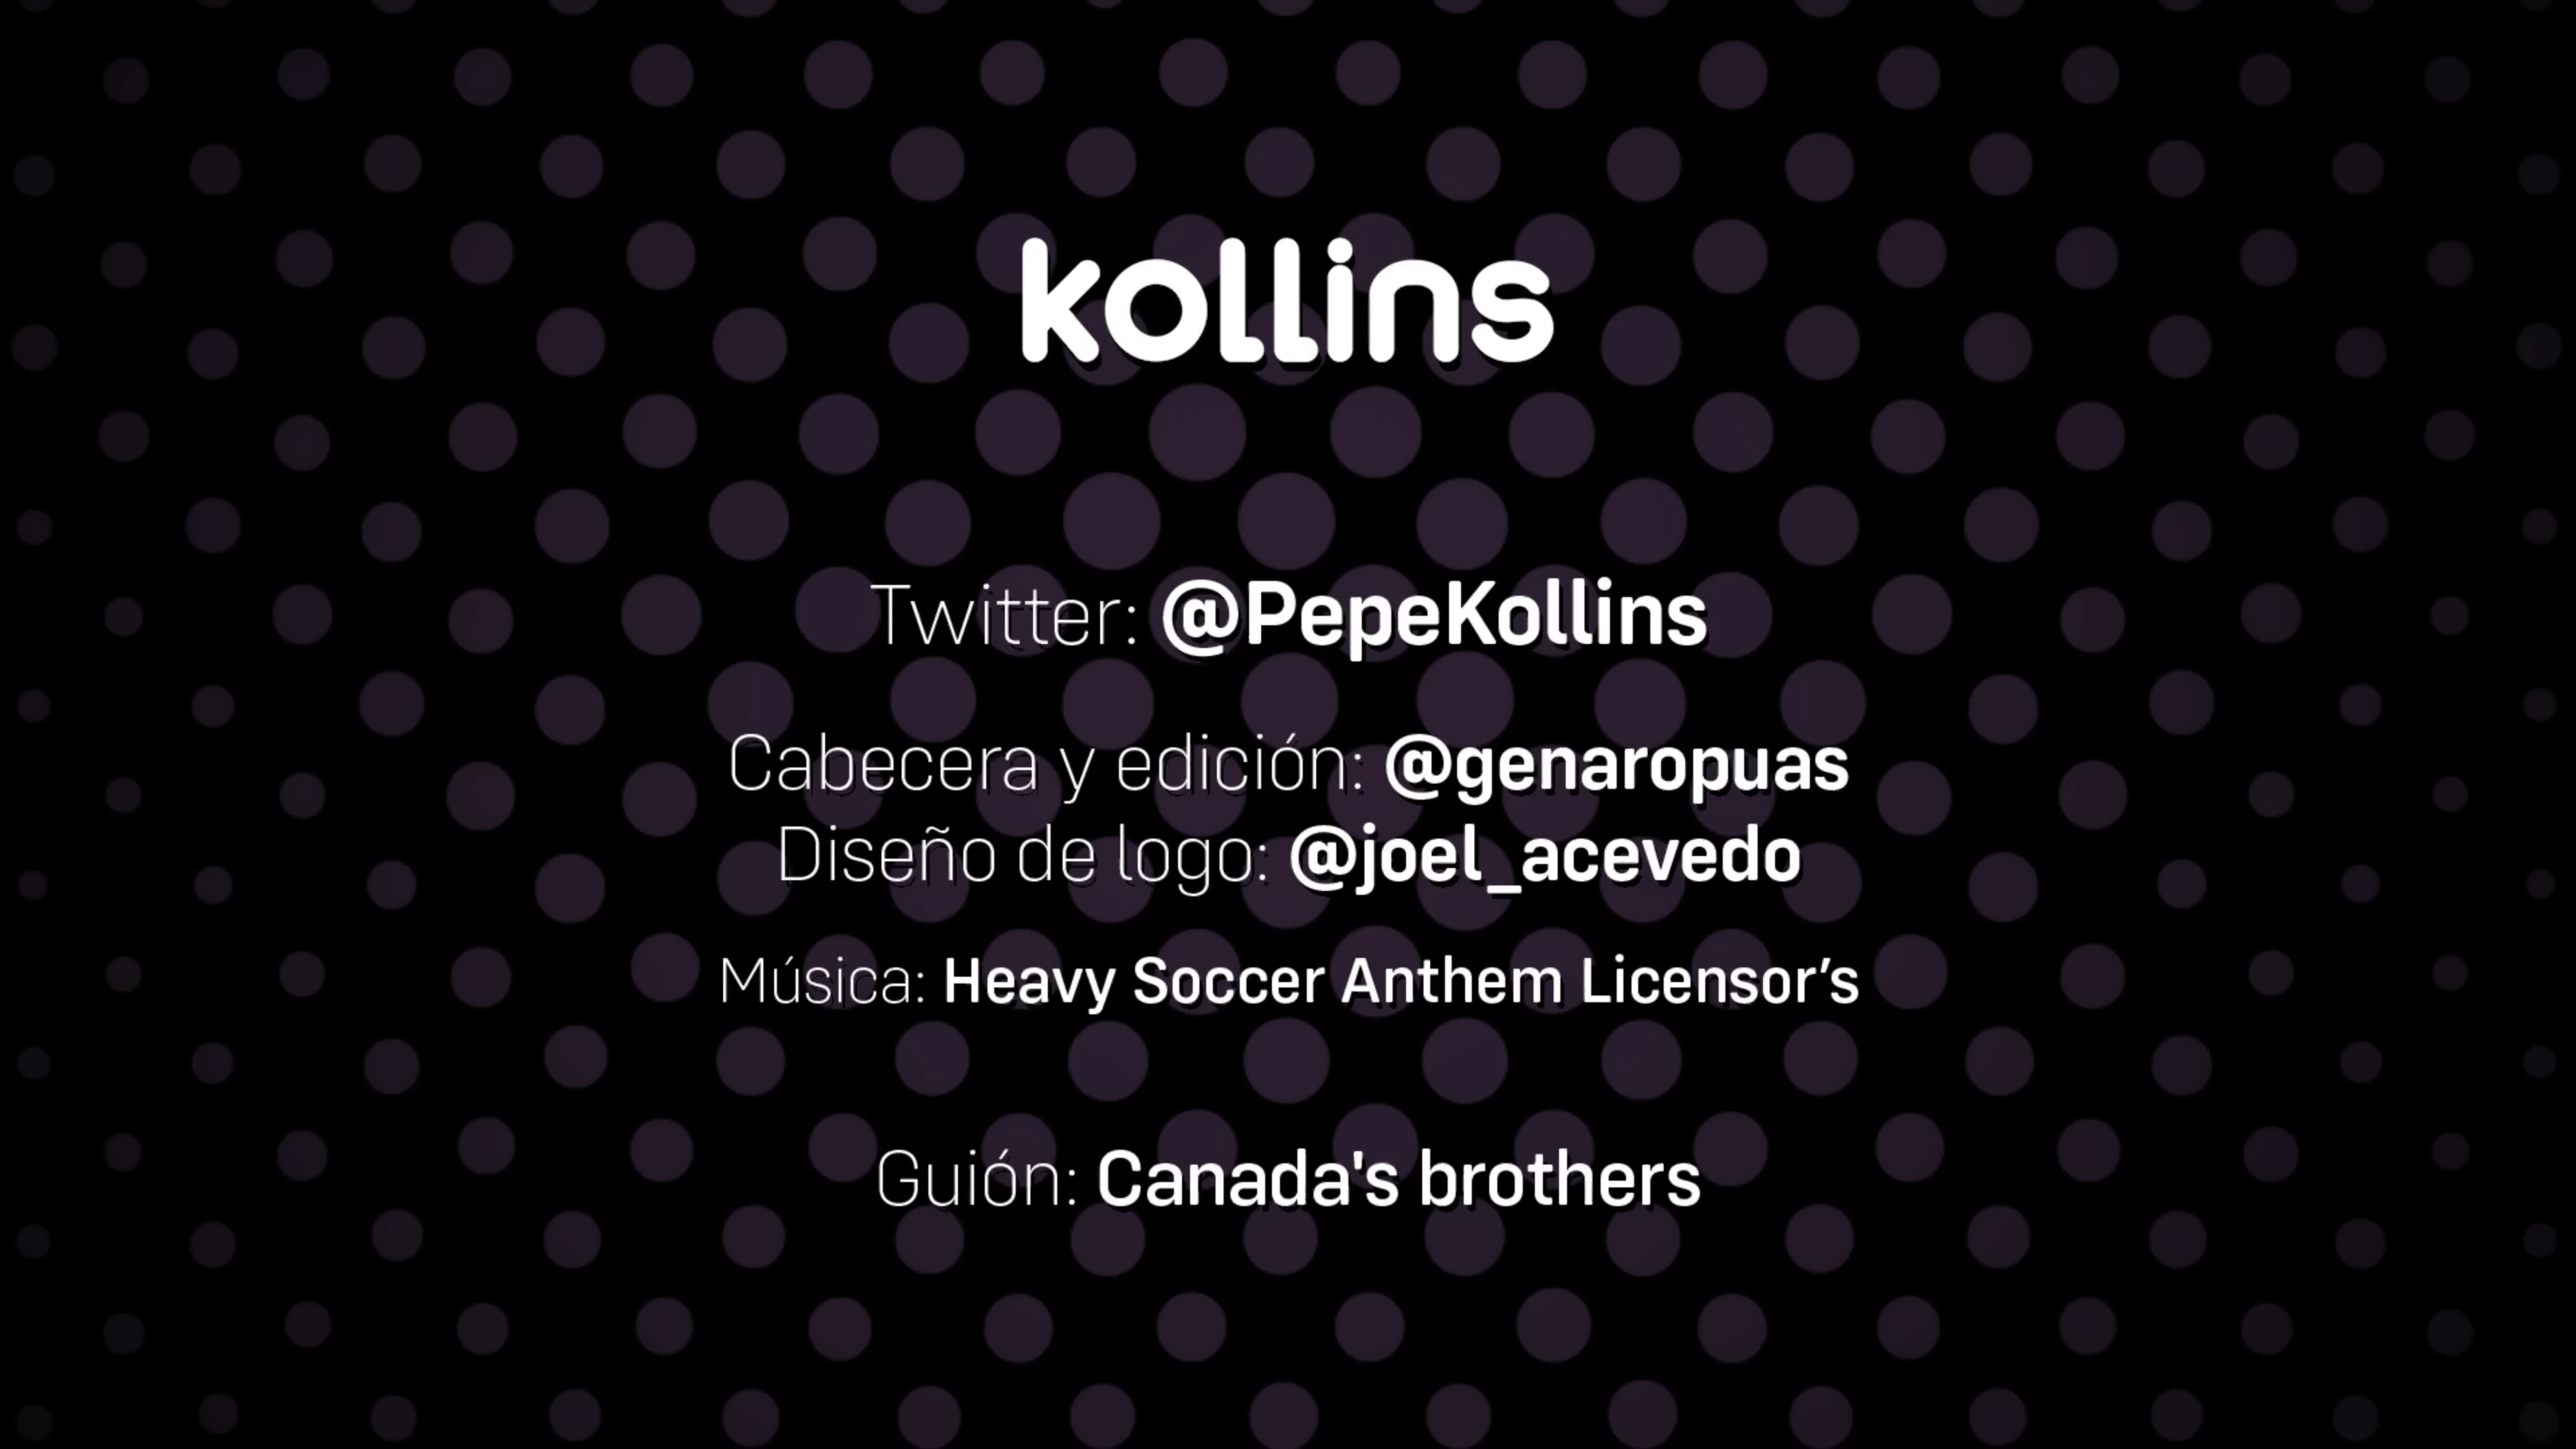 kollins
Twitter: @PepeKollins
Cabecera y edición: @genaropuas
Diseño de logo: @joel_acevedo
Música: Heavy Soccer Anthem Licensor’s
Guión: Canada's brothers